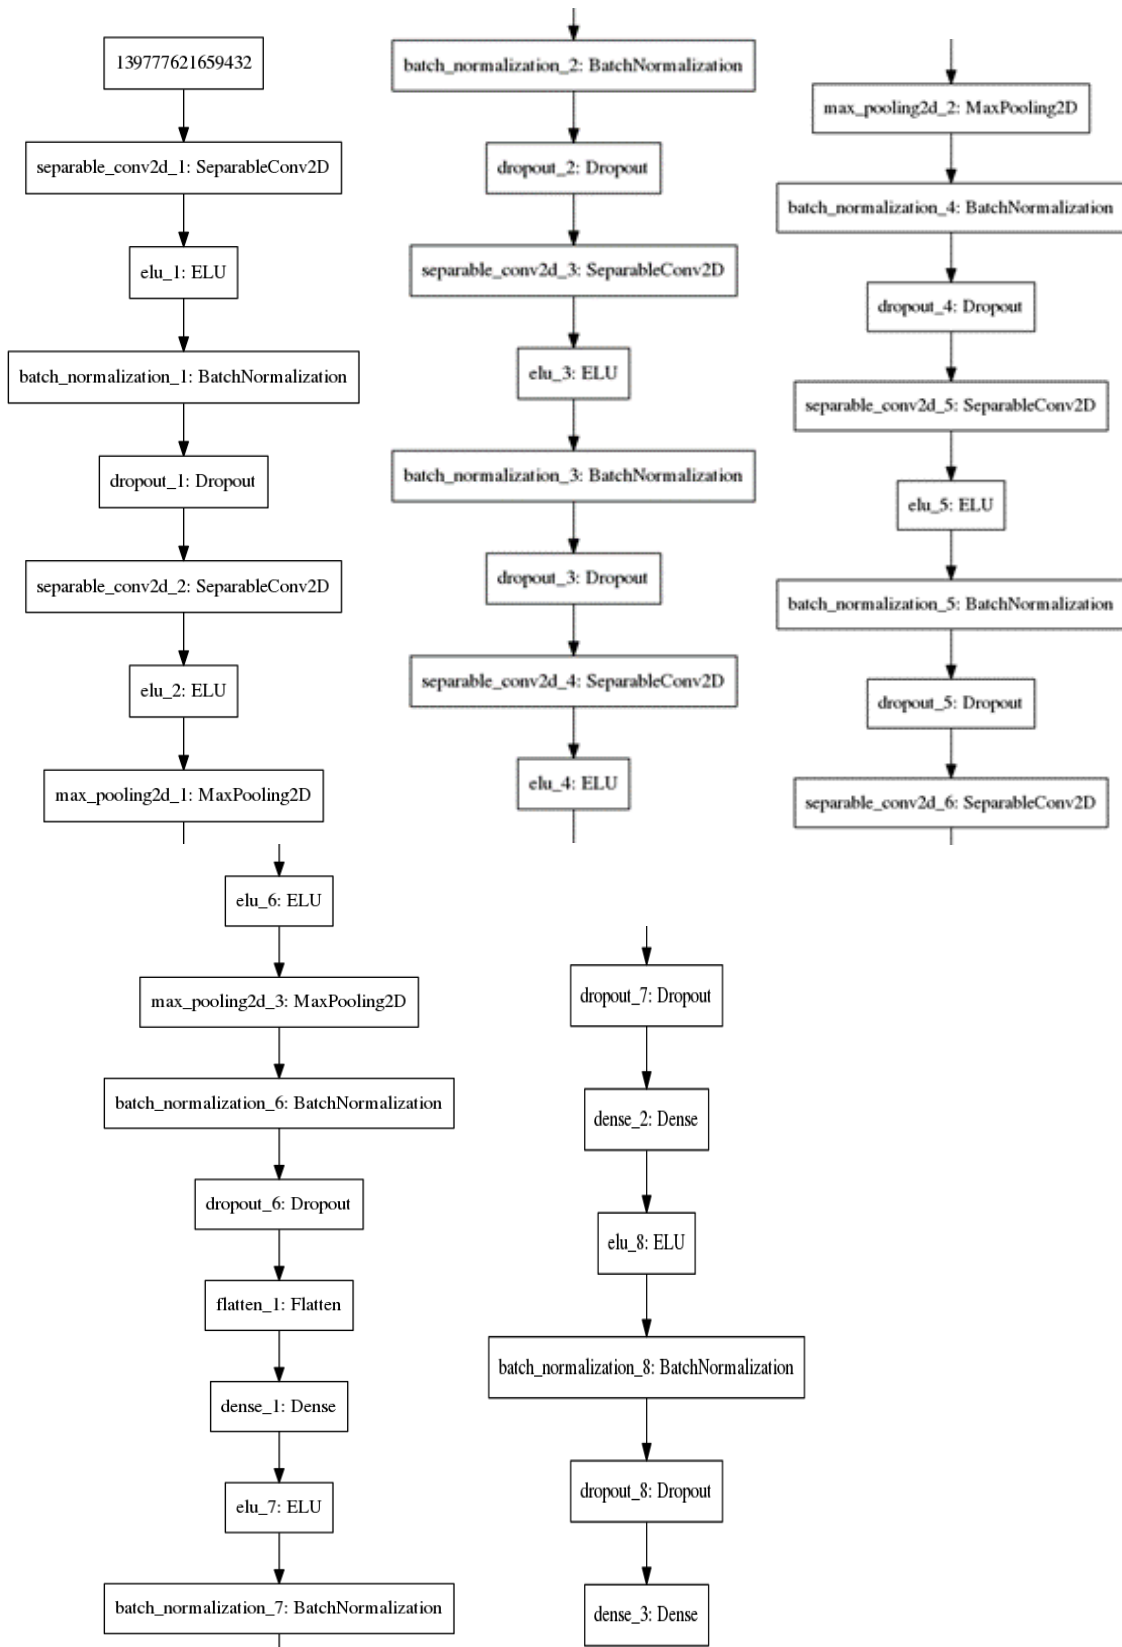 139777621659432
separable_conv2d_1: SeparableConv2D
elu_1: ELU
batch_normalization_1: BatchNormalization
dropout_1: Dropout
separable_conv2d_2: SeparableConv2D
elu_2: ELU
max_pooling2d_1: MaxPooling2D
batch_normalization_2: BatchNormalization
dropout_2: Dropout
separable_conv2d_3: SeparableConv2D
elu_3: ELU
batch_normalization_3: BatchNormalization
dropout_3: Dropout
separable_conv2d_4: SeparableConv2D
elu_4: ELU
max_pooling2d_2: MaxPooling2D
batch_normalization_4: BatchNormalization
dropout_4: Dropout
separable_conv2d_5: SeparableConv2D
elu_5: ELU
batch_normalization_5: BatchNormalization
dropout_5: Dropout
separable_conv2d_6: SeparableConv2D
elu_6: ELU
max_pooling2d_3: MaxPooling2D
batch_normalization_6: BatchNormalization
dropout_6: Dropout
flatten_1: Flatten
dense_1: Dense
elu_7: ELU
batch_normalization_7: BatchNormalization
dropout_7: Dropout
dense_2: Dense
elu_8: ELU
batch_normalization_8: BatchNormalization
dropout_8: Dropout
dense_3: Dense